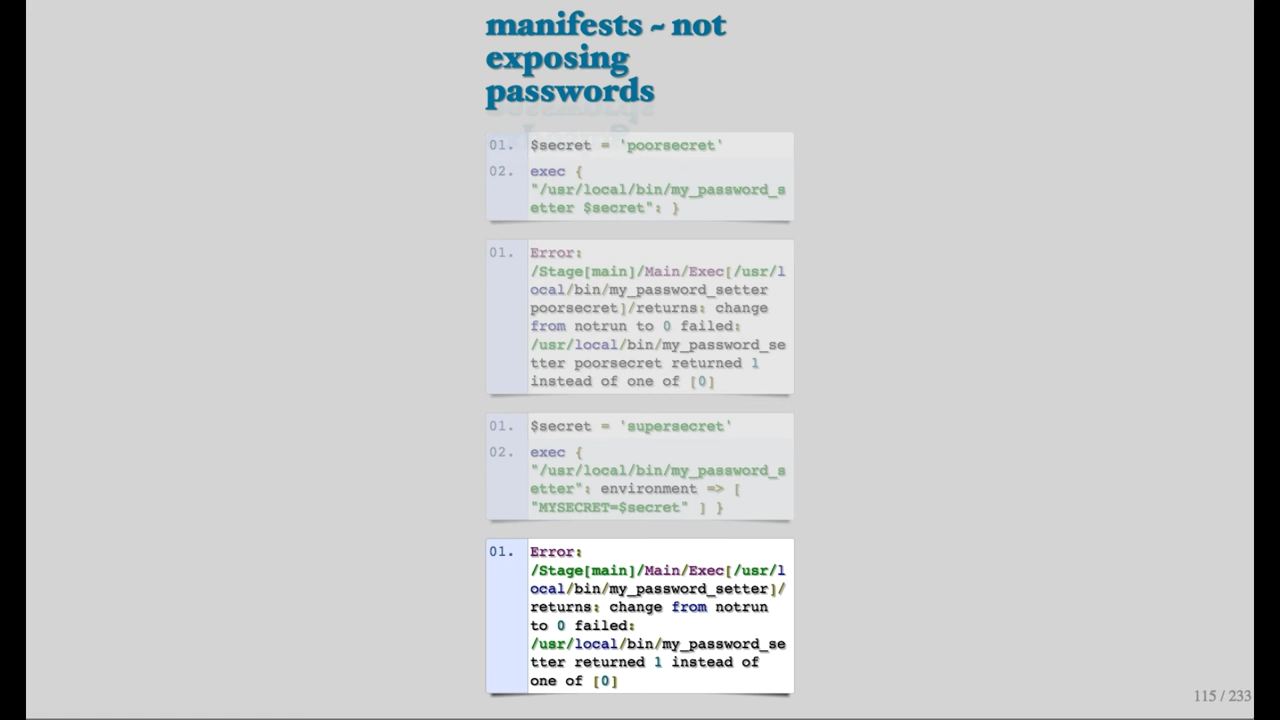 manifests ~ not
exposing
passwords
01. $secret = 'poorsecret'
02. exec {
"/usr/local/bin/my_password_s
etter $secret": }
01. Error:
/Stage[main]/Main/Exec[/usr/l
ocal/bin/my_password_setter
poorsecret]/returns: change
from notrun to 0 failed:
/usr/local/bin/my_password_se
tter poorsecret returned 1
instead of one of [0]
01. $secret = 'supersecret'
02. exec {
"/usr/local/bin/my_password_s
etter": environment => [
"MYSECRET=$secret" ] }
01. Error:
/Stage[main]/Main/Exec[/usr/l
ocal/bin/my_password_setter]/
returns: change from notrun
to 0 failed:
/usr/local/bin/my_password_se
tter returned 1 instead of
one of [0]
115 / 233